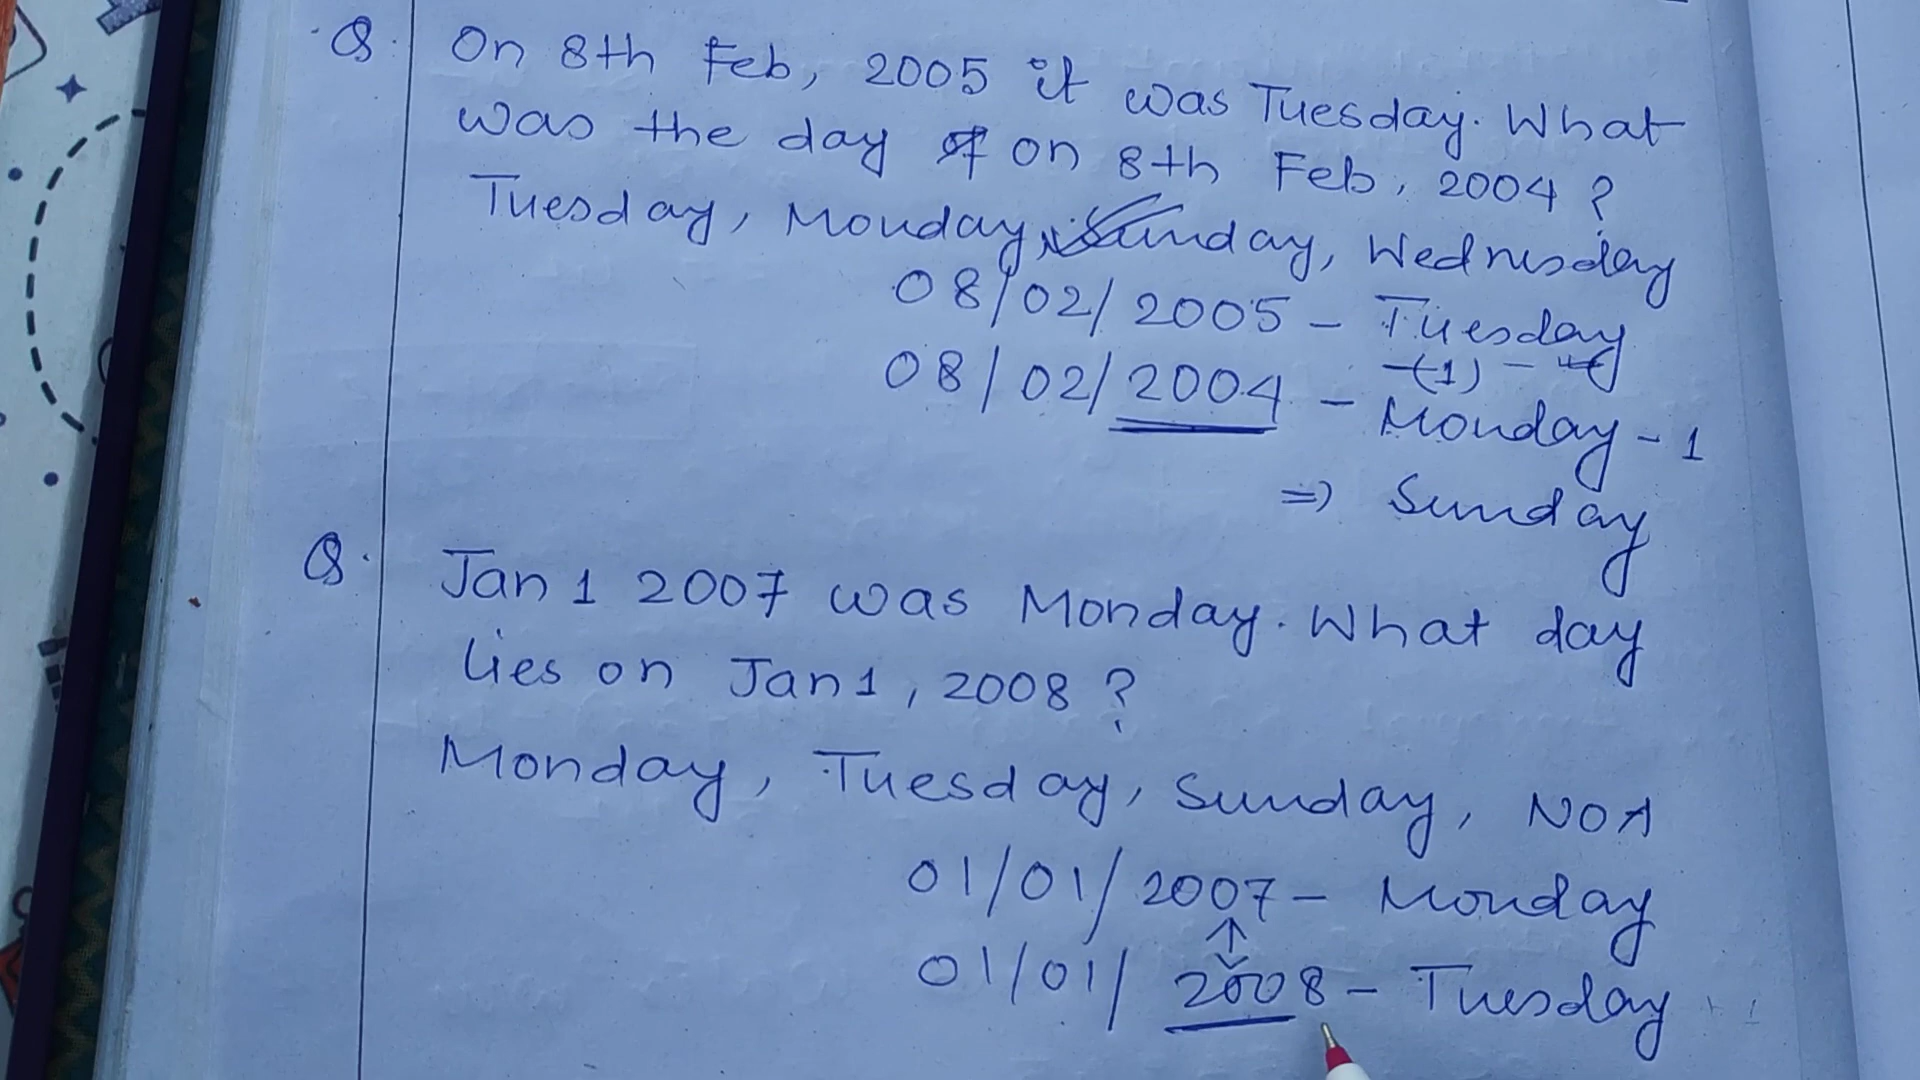 Q. On 8th Feb, 2005 it was Tuesday. What
was the day on 8th Feb, 2004 ?
Tuesday, Monday, Sunday, Wednesday
08/02/2005 - Tuesday
-(1) -
08/02/2004 - Monday - 1
=> Sunday
Q. Jan 1 2007 was Monday. What day
lies on Jan 1, 2008 ?
Monday, Tuesday, Sunday, NOA
01/01/2007 - Monday
01/01/2008 - Tuesday